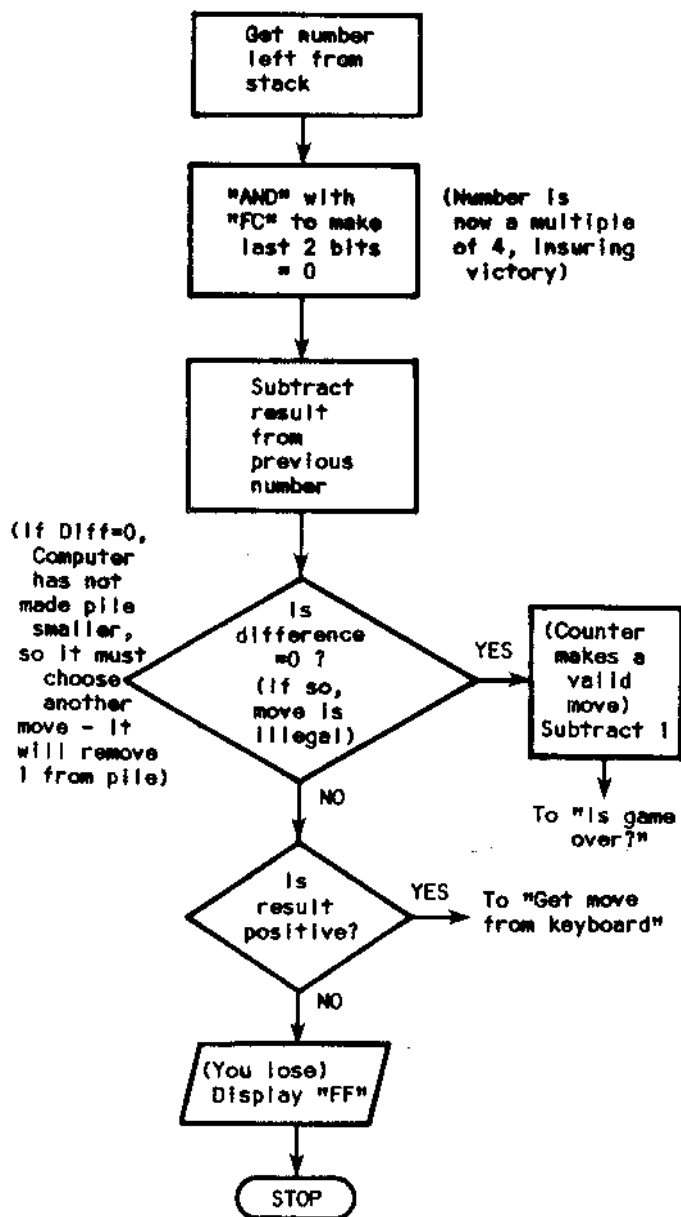 Get number
left from
stack
"AND" with
"FC" to make
last 2 bits
= 0
(Number is
now a multiple
of 4, insuring
victory)
Subtract
result
from
previous
number
(If Diff=0,
Computer
has not
made pile
smaller,
so it must
choose
another
move - it
will remove
1 from pile)
Is
difference
=0 ?
(if so,
move is
illegal)
YES
(Counter
makes a
valid
move)
Subtract 1
To "Is game
over?"
NO
Is
result
positive?
YES
To "Get move
from keyboard"
NO
(You lose)
Display "FF"
STOP